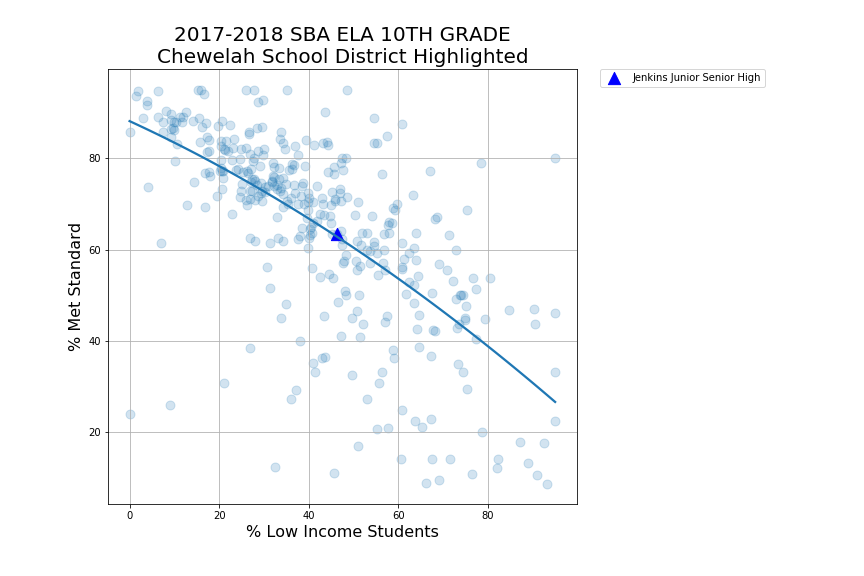 2017-2018 SBA ELA 10TH GRADE
Chewelah School District Highlighted
Jenkins Junior Senior High
% Met Standard
80
60
40
20
0 20 40 60 80
% Low Income Students